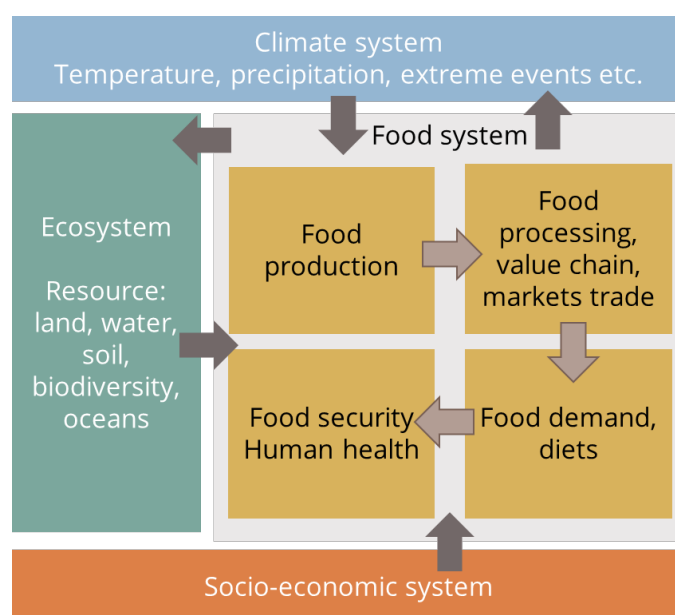 Climate system
Temperature, precipitation, extreme events etc.
Food system
Ecosystem
Resource:
land, water,
soil,
biodiversity,
oceans
Food
production
Food
processing,
value chain,
markets trade
Food security
Human health
Food demand,
diets
Socio-economic system